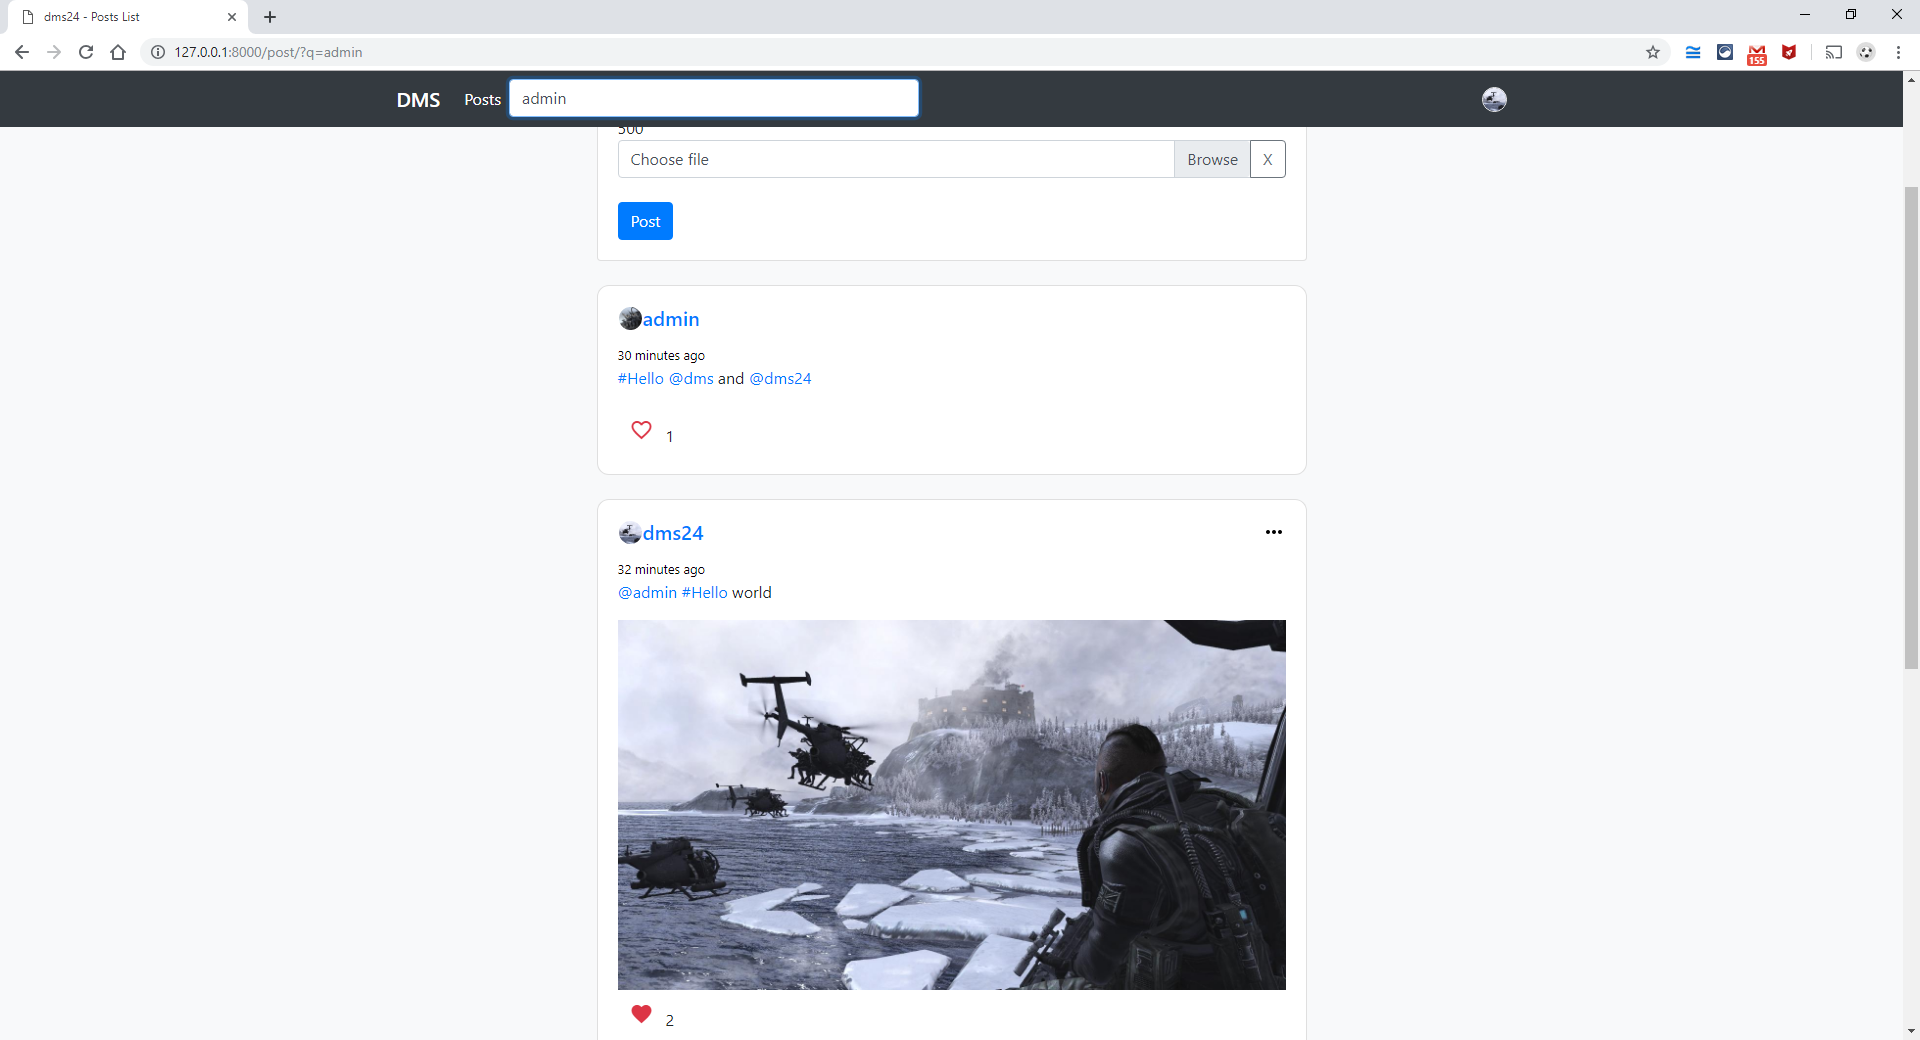 dms24 - Posts List
127.0.0.1:8000/post/?q=admin
155
DMS Posts admin
500
Choose file Browse X
Post
admin
30 minutes ago
#Hello @dms and @dms24
1
dms24
32 minutes ago
@admin #Hello world
2